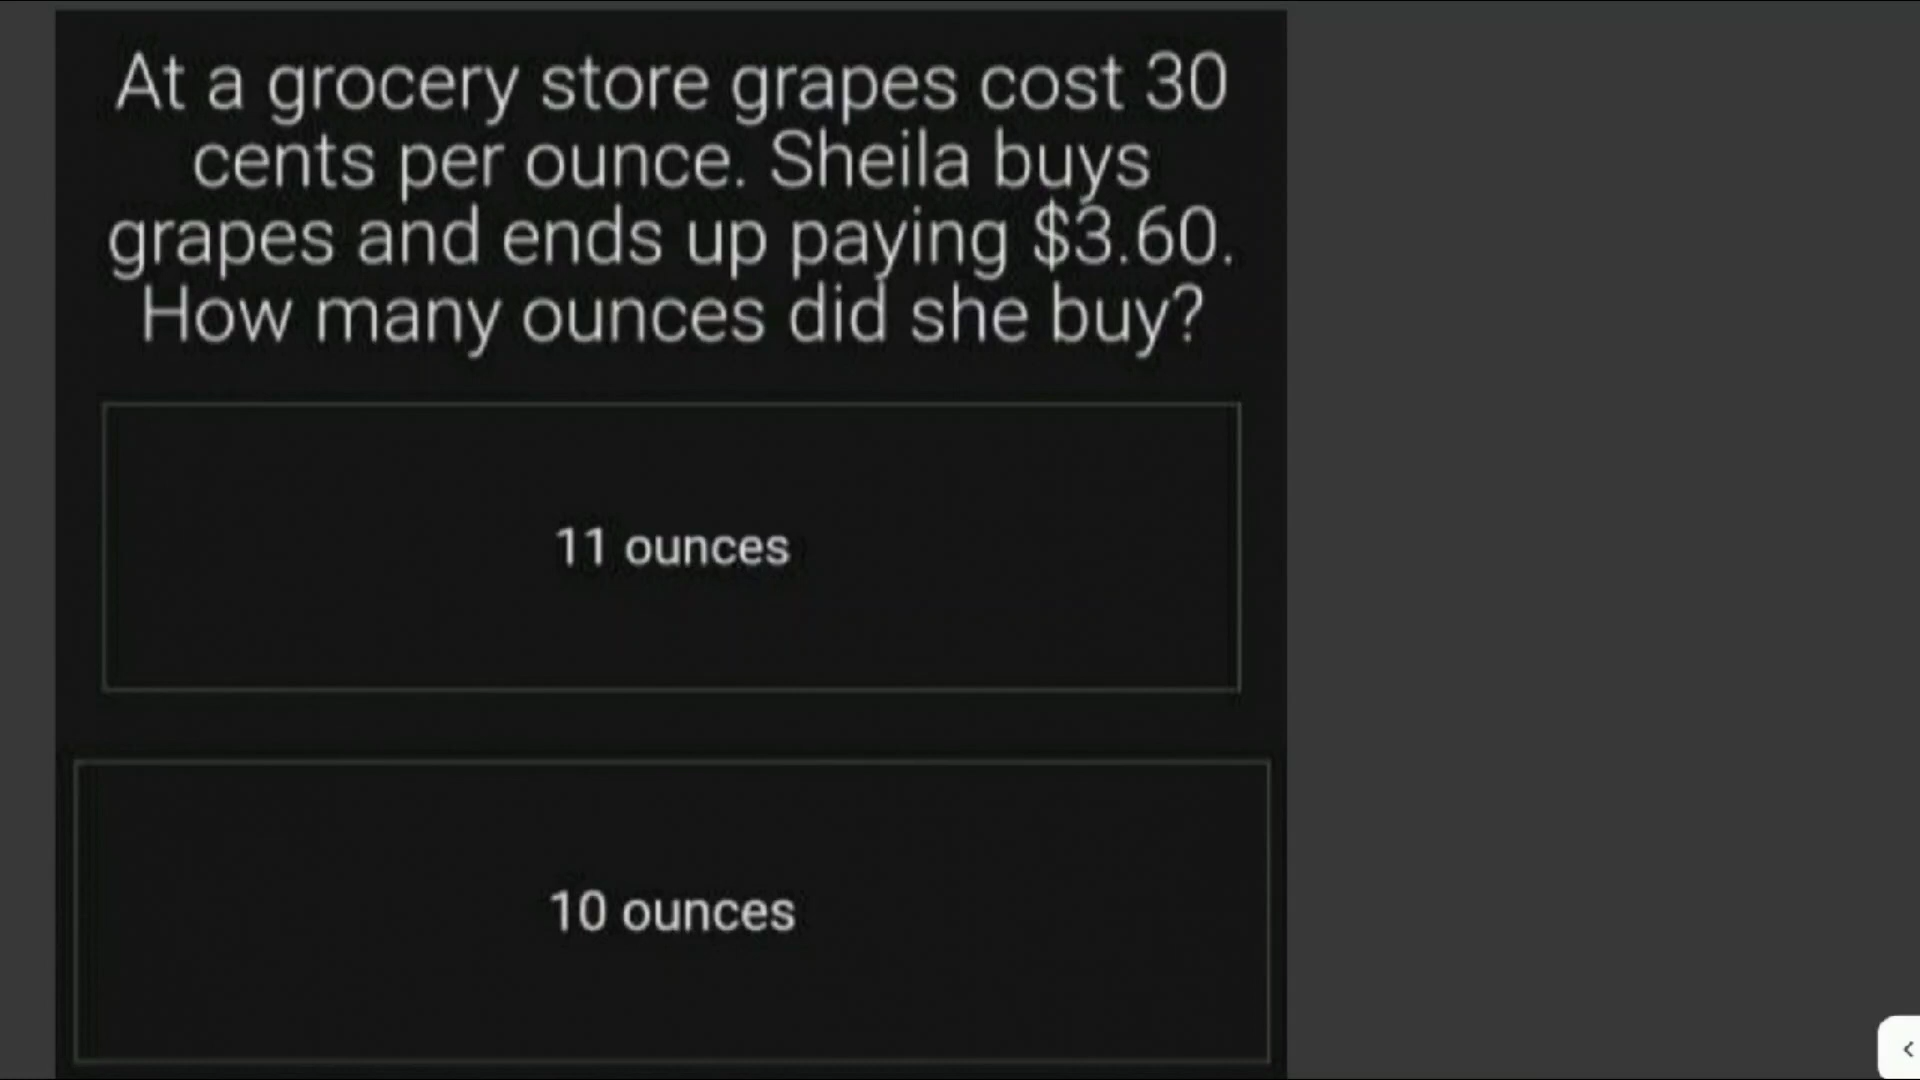 At a grocery store grapes cost 30
cents per ounce. Sheila buys
grapes and ends up paying $3.60.
How many ounces did she buy?
11 ounces
10 ounces